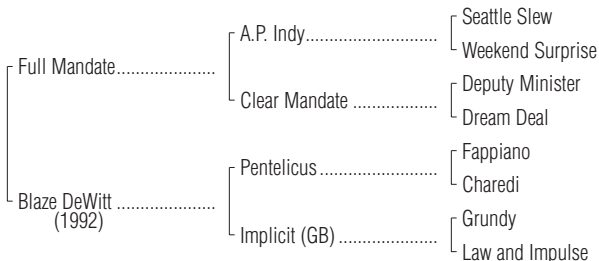 Seattle Slew
A.P. Indy
Weekend Surprise
Full Mandate
Deputy Minister
Clear Mandate
Dream Deal
Fappiano
Pentelicus
Charedi
Blaze DeWitt
(1992)
Grundy
Implicit (GB)
Law and Impulse